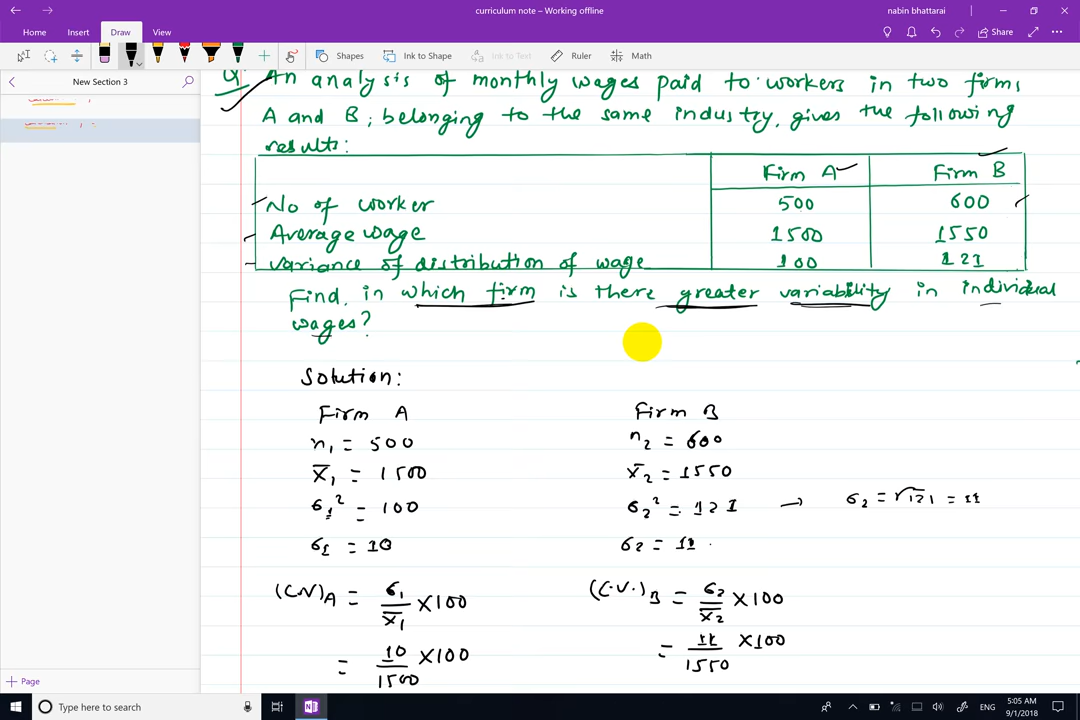 curriculum note – Working offline
nabin bhattarai
Home Insert Draw View
Share
Shapes Ink to Shape Ink to Text Ruler Math
New Section 3
Q. An analysis of monthly wages paid to workers in two firms
A and B, belonging to the same industry, gives the following
results:
Firm A Firm B
No of worker 500 600
Average wage 1500 1550
variance of distribution of wage 100 121
Find, in which firm is there greater variability in individual
wages?
Solution:
Firm A Firm B
n₁ = 500 n₂ = 600
x̄₁ = 1500 x̄₂ = 1550
σ₁² = 100 σ₂² = 121 → σ₂ = √121 = 11
σ₁ = 10 σ₂ = 11
(CV)A = σ₁/x̄₁ × 100 (C.V.)B = σ₂/x̄₂ × 100
= 10/1500 × 100 = 11/1550 × 100
+ Page
Type here to search
ENG
5:05 AM
9/1/2018